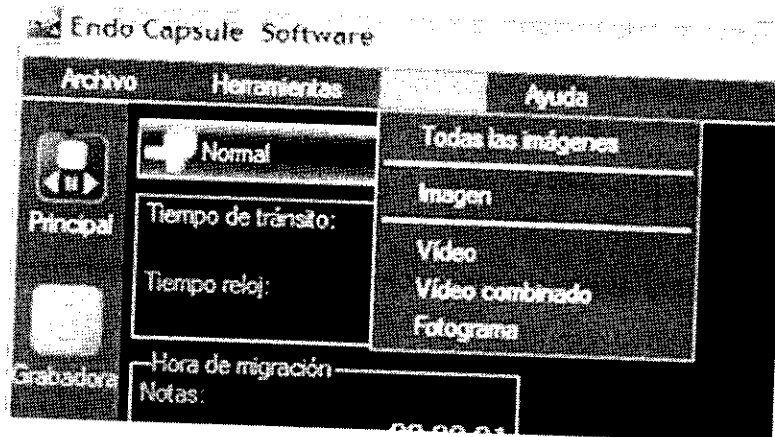 Endo Capsule Software
Archivo Herramientas Ayuda
Todas las imágenes
Imagen
Vídeo
Vídeo combinado
Fotograma
Principal
Grabadora
Normal
Tiempo de tránsito:
Tiempo reloj:
Hora de migración
Notas: